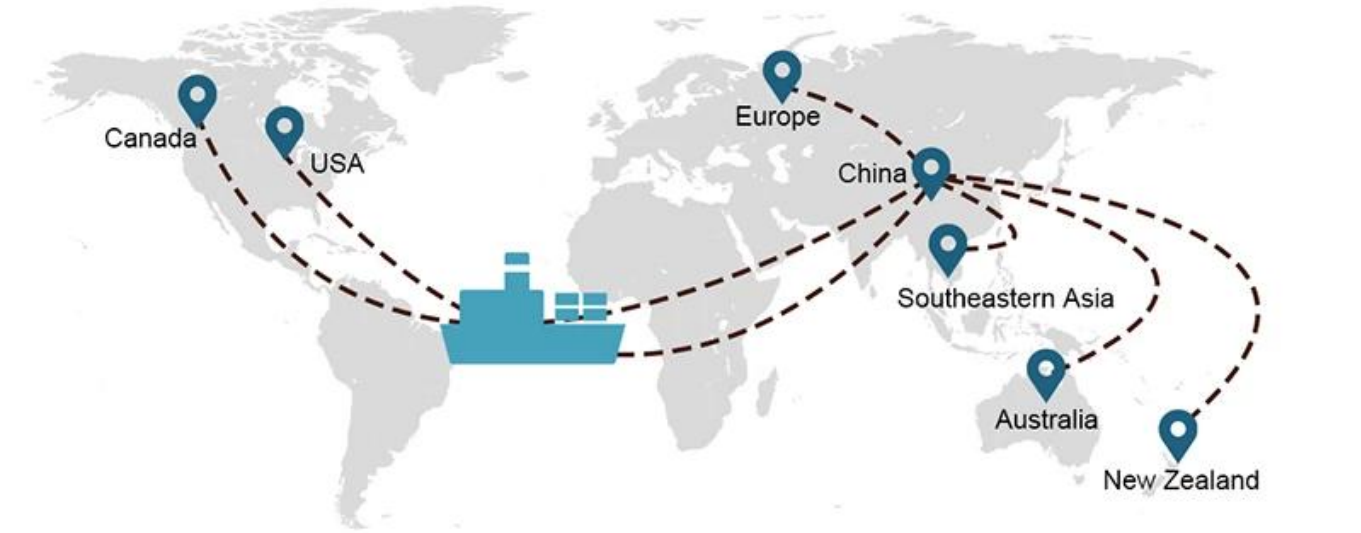 Europe
Canada
USA
China
Southeastern Asia
Australia
New Zealand